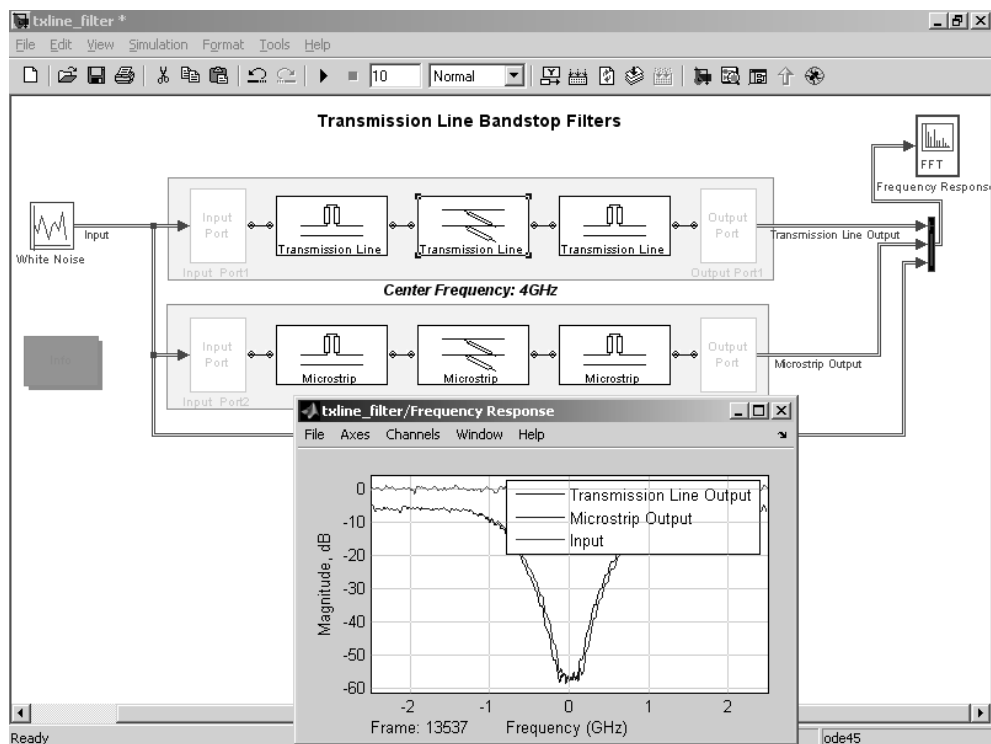 txline_filter *
File Edit View Simulation Format Tools Help
10 Normal
Transmission Line Bandstop Filters
FFT
Frequency Response
White Noise
Input
Input Port
Input Port1
Transmission Line
Transmission Line
Transmission Line
Output Port
Output Port1
Transmission Line Output
Center Frequency: 4GHz
Info
Input Port
Input Port2
Microstrip
Microstrip
Microstrip
Output Port
Microstrip Output
txline_filter/Frequency Response
File Axes Channels Window Help
Transmission Line Output
Microstrip Output
Input
Magnitude, dB
0
-10
-20
-30
-40
-50
-60
-2 -1 0 1 2
Frame: 13537 Frequency (GHz)
Ready
ode45